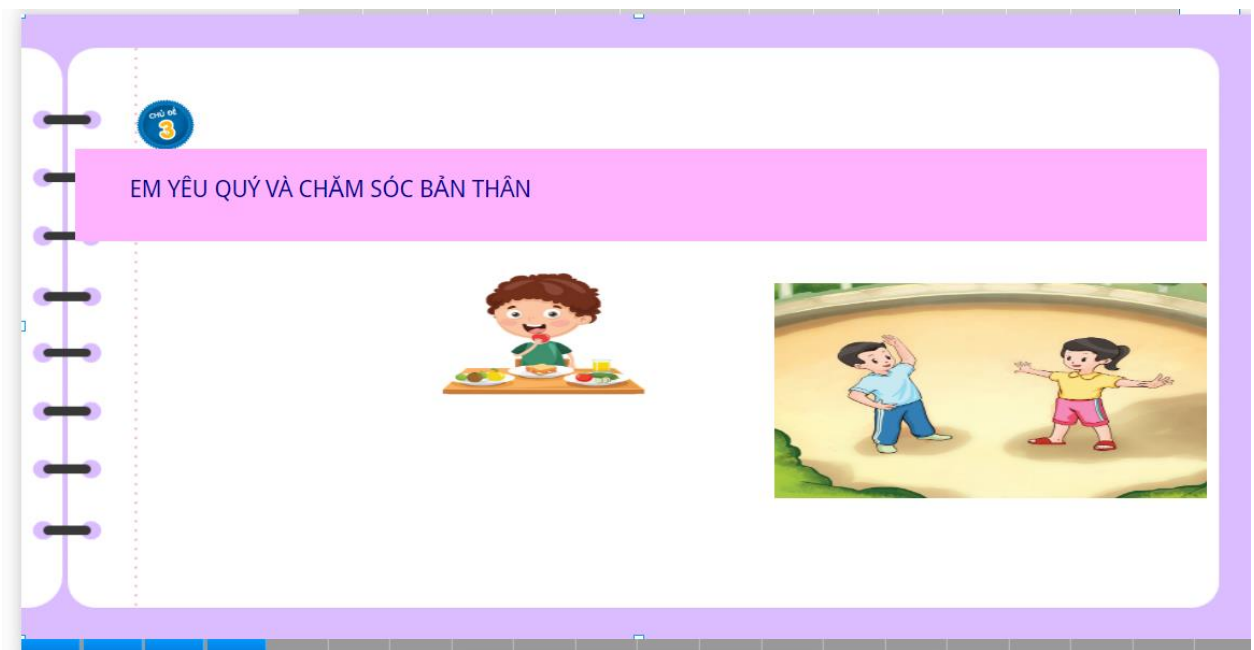 CHỦ ĐỀ
3
EM YÊU QUÝ VÀ CHĂM SÓC BẢN THÂN